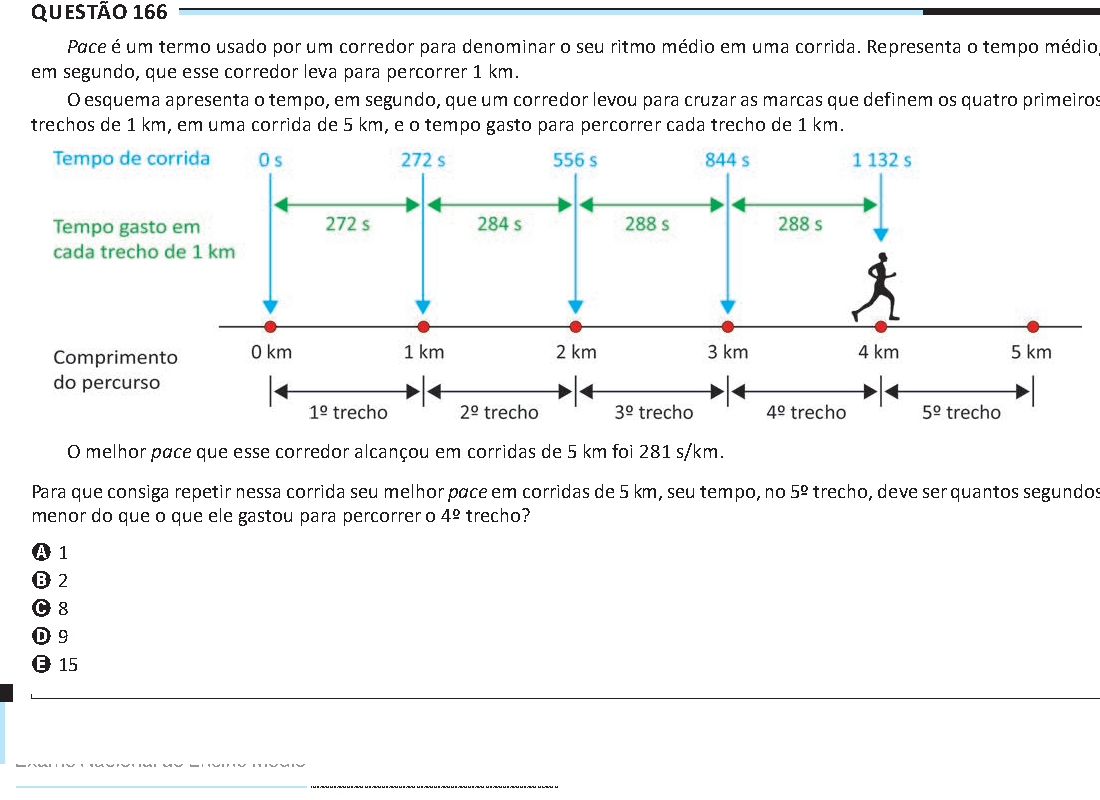 QUESTÃO 166
Pace é um termo usado por um corredor para denominar o seu ritmo médio em uma corrida. Representa o tempo médio,
em segundo, que esse corredor leva para percorrer 1 km.
O esquema apresenta o tempo, em segundo, que um corredor levou para cruzar as marcas que definem os quatro primeiros
trechos de 1 km, em uma corrida de 5 km, e o tempo gasto para percorrer cada trecho de 1 km.
Tempo de corrida 0 s 272 s 556 s 844 s 1 132 s
Tempo gasto em 272 s 284 s 288 s 288 s
cada trecho de 1 km
0 km 1 km 2 km 3 km 4 km 5 km
Comprimento
do percurso
1º trecho 2º trecho 3º trecho 4º trecho 5º trecho
O melhor pace que esse corredor alcançou em corridas de 5 km foi 281 s/km.
Para que consiga repetir nessa corrida seu melhor pace em corridas de 5 km, seu tempo, no 5º trecho, deve ser quantos segundos
menor do que o que ele gastou para percorrer o 4º trecho?
A 1
B 2
C 8
D 9
E 15
Exame Nacional do Ensino Médio